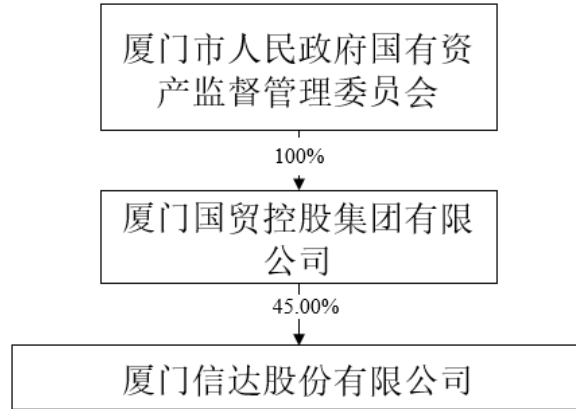 厦门市人民政府国有资
产监督管理委员会
100%
厦门国贸控股集团有限
公司
45.00%
厦门信达股份有限公司